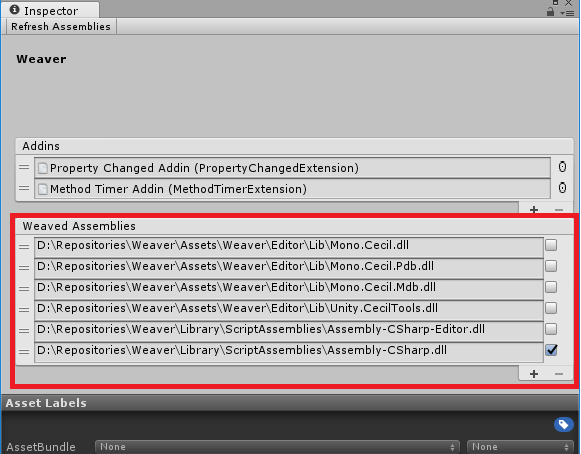 Inspector
Refresh Assemblies
Weaver
Addins
Property Changed Addin (PropertyChangedExtension)
Method Timer Addin (MethodTimerExtension)
Weaved Assemblies
D:\Repositories\Weaver\Assets\Weaver\Editor\Lib\Mono.Cecil.dll
D:\Repositories\Weaver\Assets\Weaver\Editor\Lib\Mono.Cecil.Pdb.dll
D:\Repositories\Weaver\Assets\Weaver\Editor\Lib\Mono.Cecil.Mdb.dll
D:\Repositories\Weaver\Assets\Weaver\Editor\Lib\Unity.CecilTools.dll
D:\Repositories\Weaver\Library\ScriptAssemblies\Assembly-CSharp-Editor.dll
D:\Repositories\Weaver\Library\ScriptAssemblies\Assembly-CSharp.dll
Asset Labels
AssetBundle None None